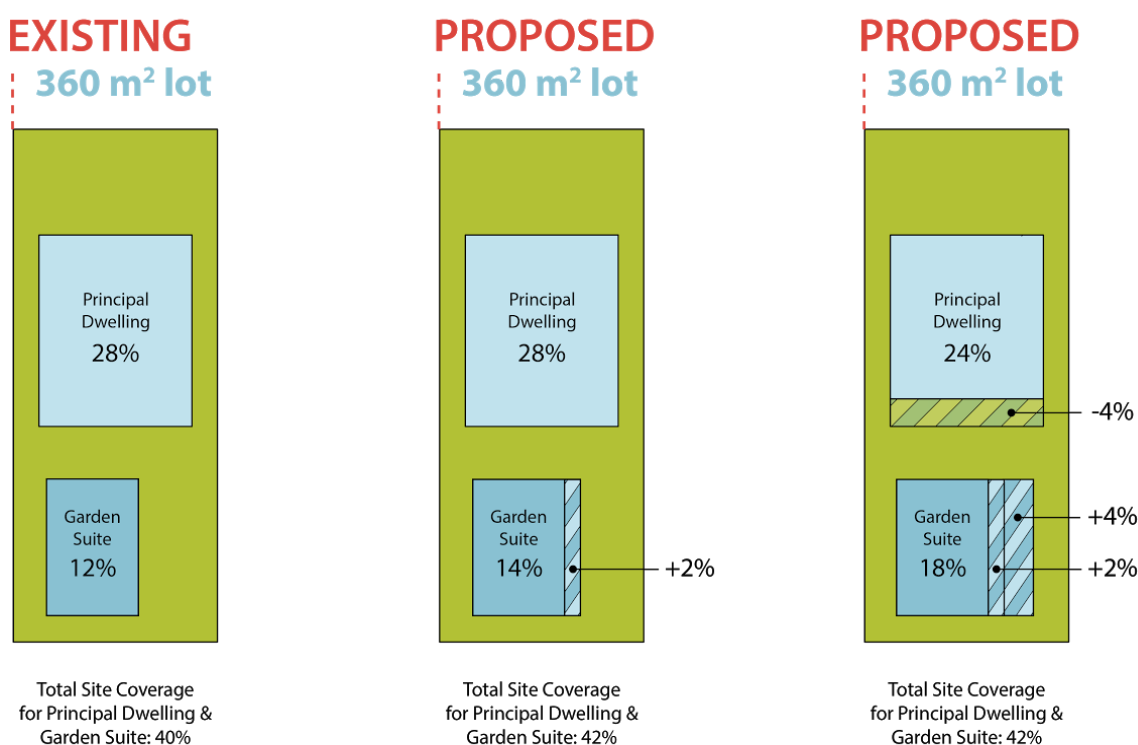 EXISTING
360 m² lot
Principal
Dwelling
28%
Garden
Suite
12%
Total Site Coverage
for Principal Dwelling &
Garden Suite: 40%
PROPOSED
360 m² lot
Principal
Dwelling
28%
Garden
Suite
14%
+2%
Total Site Coverage
for Principal Dwelling &
Garden Suite: 42%
PROPOSED
360 m² lot
Principal
Dwelling
24%
-4%
Garden
Suite
18%
+4%
+2%
Total Site Coverage
for Principal Dwelling &
Garden Suite: 42%